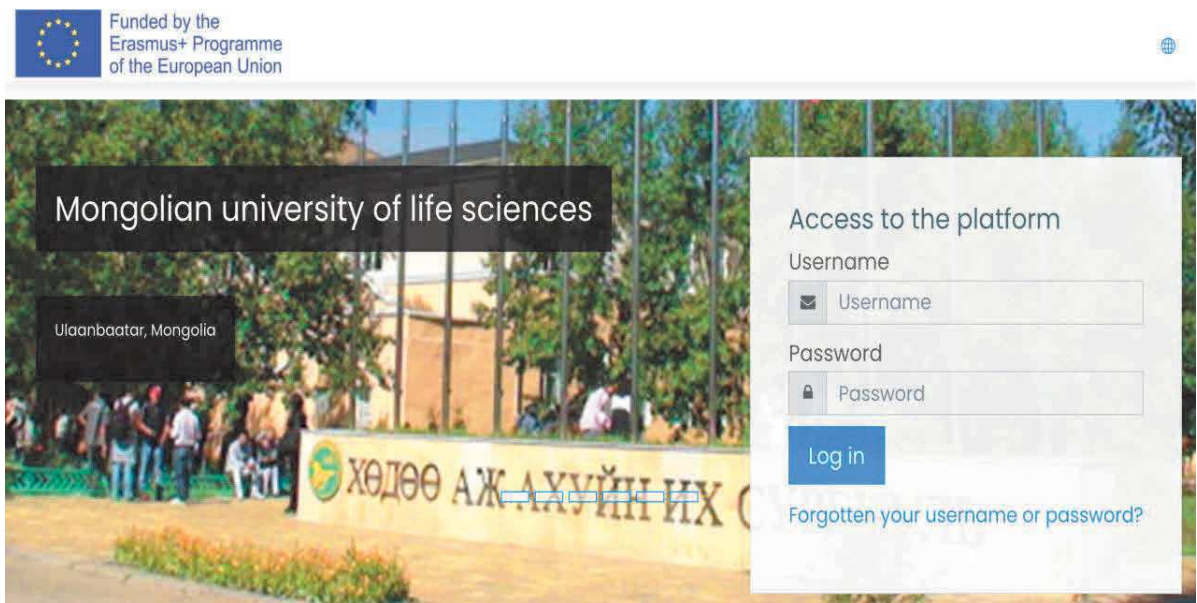 Funded by the
Erasmus+ Programme
of the European Union
Mongolian university of life sciences
Ulaanbaatar, Mongolia
ХӨДӨӨ АЖ АХУЙН ИХ
Access to the platform
Username
Username
Password
Password
Log in
Forgotten your username or password?